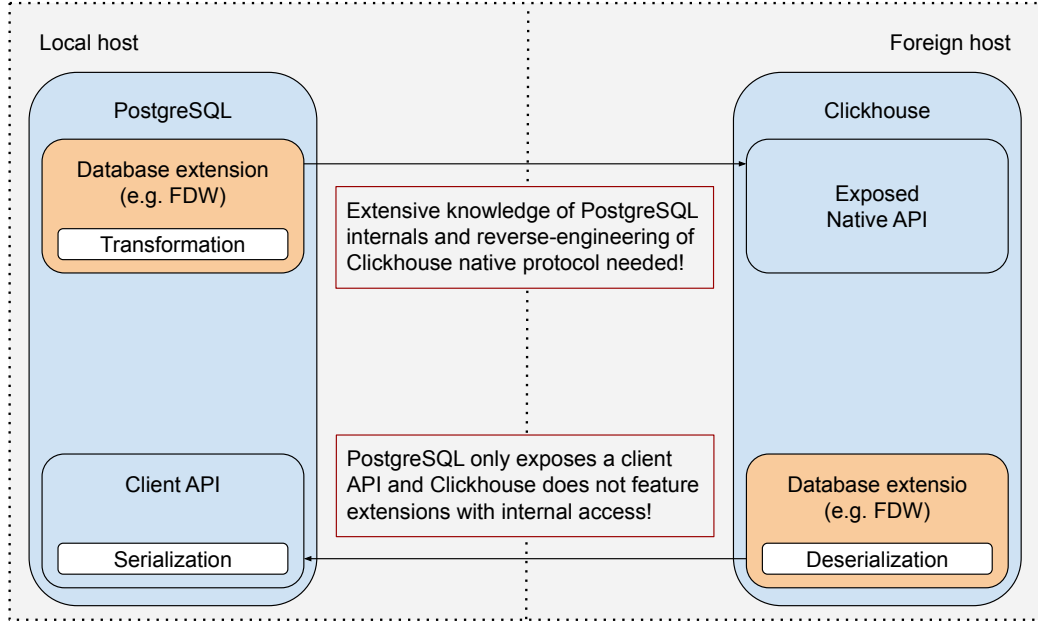 Local host
Foreign host
PostgreSQL
Clickhouse
Database extension
(e.g. FDW)
Transformation
Exposed
Native API
Extensive knowledge of PostgreSQL
internals and reverse-engineering of
Clickhouse native protocol needed!
PostgreSQL only exposes a client
API and Clickhouse does not feature
extensions with internal access!
Client API
Serialization
Database extensio
(e.g. FDW)
Deserialization